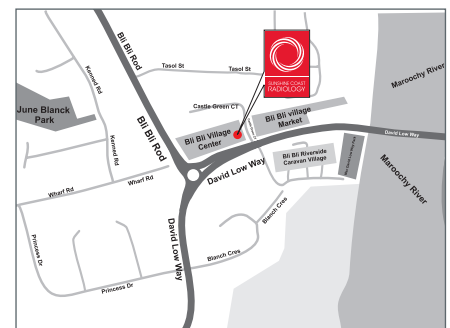 Bli Bli Rod
Tasol St
Tasol St
SUNSHINE COAST
RADIOLOGY
Kenned Rd
Maroochy River
Castle Green CT
June Blanck
Park
Bli Bli village
Market
Bli Bli Rod
Bli Bli Village
Center
David Low Way
Kenned Rd
Bli Bli Riverside
Caravan Village
David Low Way
Maroochy River
Wharf Rd
Wharf Rd
Blanch Cres
David Low Way
Princess Dr
Blanch Cres
Princess Dr